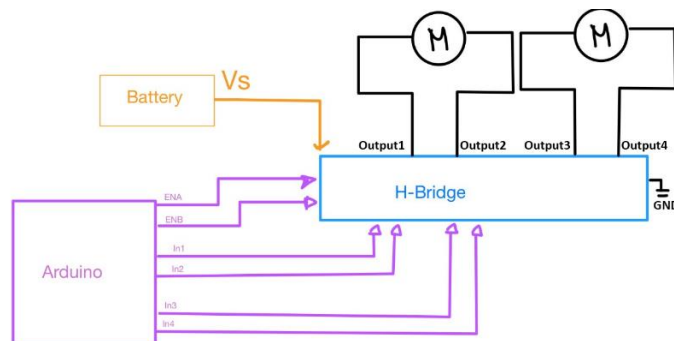 M
M
Vs
Battery
Output1
Output2
Output3
Output4
H-Bridge
GND
ENA
ENB
In1
In2
Arduino
In3
In4